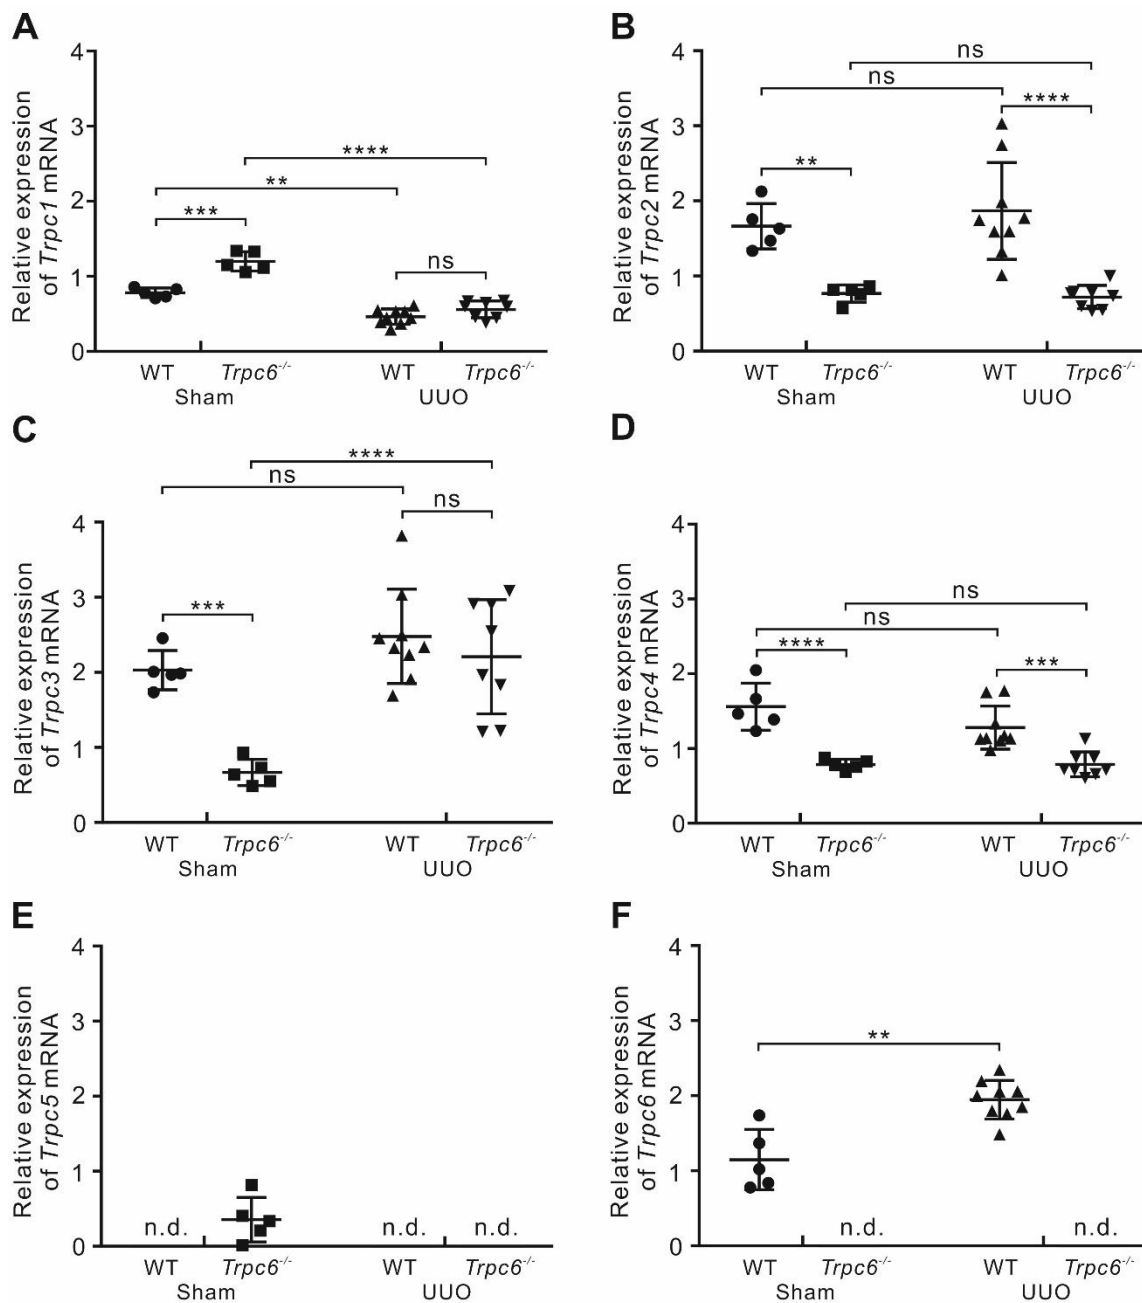 A
Relative expression
of Trpc1 mRNA
4
3
2
1
0
****
**
***
ns
WT
Trpc6-/-
WT
Trpc6-/-
Sham
UUO
B
Relative expression
of Trpc2 mRNA
4
3
2
1
0
ns
ns
****
**
WT
Trpc6-/-
WT
Trpc6-/-
Sham
UUO
C
Relative expression
of Trpc3 mRNA
4
3
2
1
0
****
ns
ns
***
WT
Trpc6-/-
WT
Trpc6-/-
Sham
UUO
D
Relative expression
of Trpc4 mRNA
4
3
2
1
0
ns
ns
****
***
WT
Trpc6-/-
WT
Trpc6-/-
Sham
UUO
E
Relative expression
of Trpc5 mRNA
4
3
2
1
0
n.d.
n.d.
n.d.
WT
Trpc6-/-
WT
Trpc6-/-
Sham
UUO
F
Relative expression
of Trpc6 mRNA
4
3
2
1
0
**
n.d.
n.d.
WT
Trpc6-/-
WT
Trpc6-/-
Sham
UUO